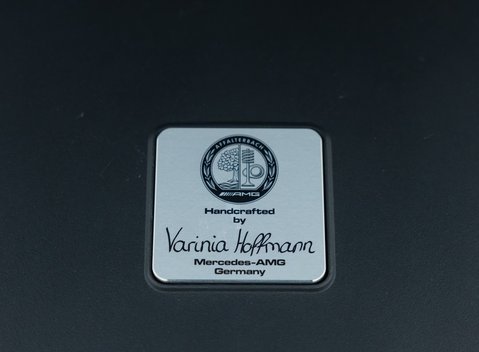 AFFALTERBACH
AMG
Handcrafted
by
Varinia Hoffmann
Mercedes-AMG
Germany